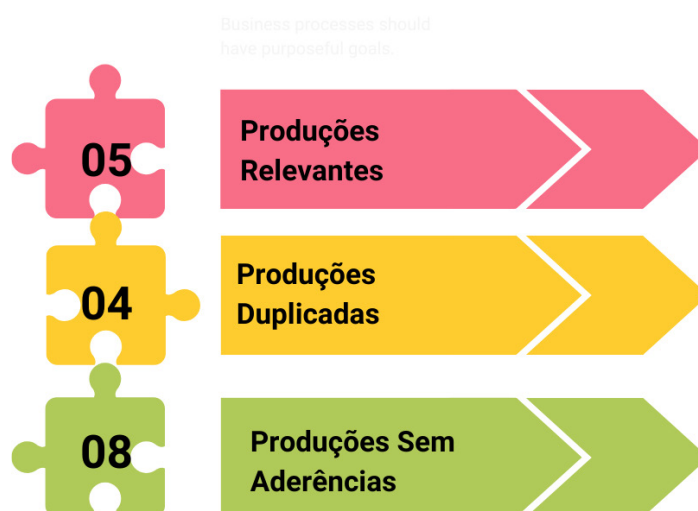 Business processes should
have purposeful goals.
05
Produções
Relevantes
04
Produções
Duplicadas
08
Produções Sem
Aderências